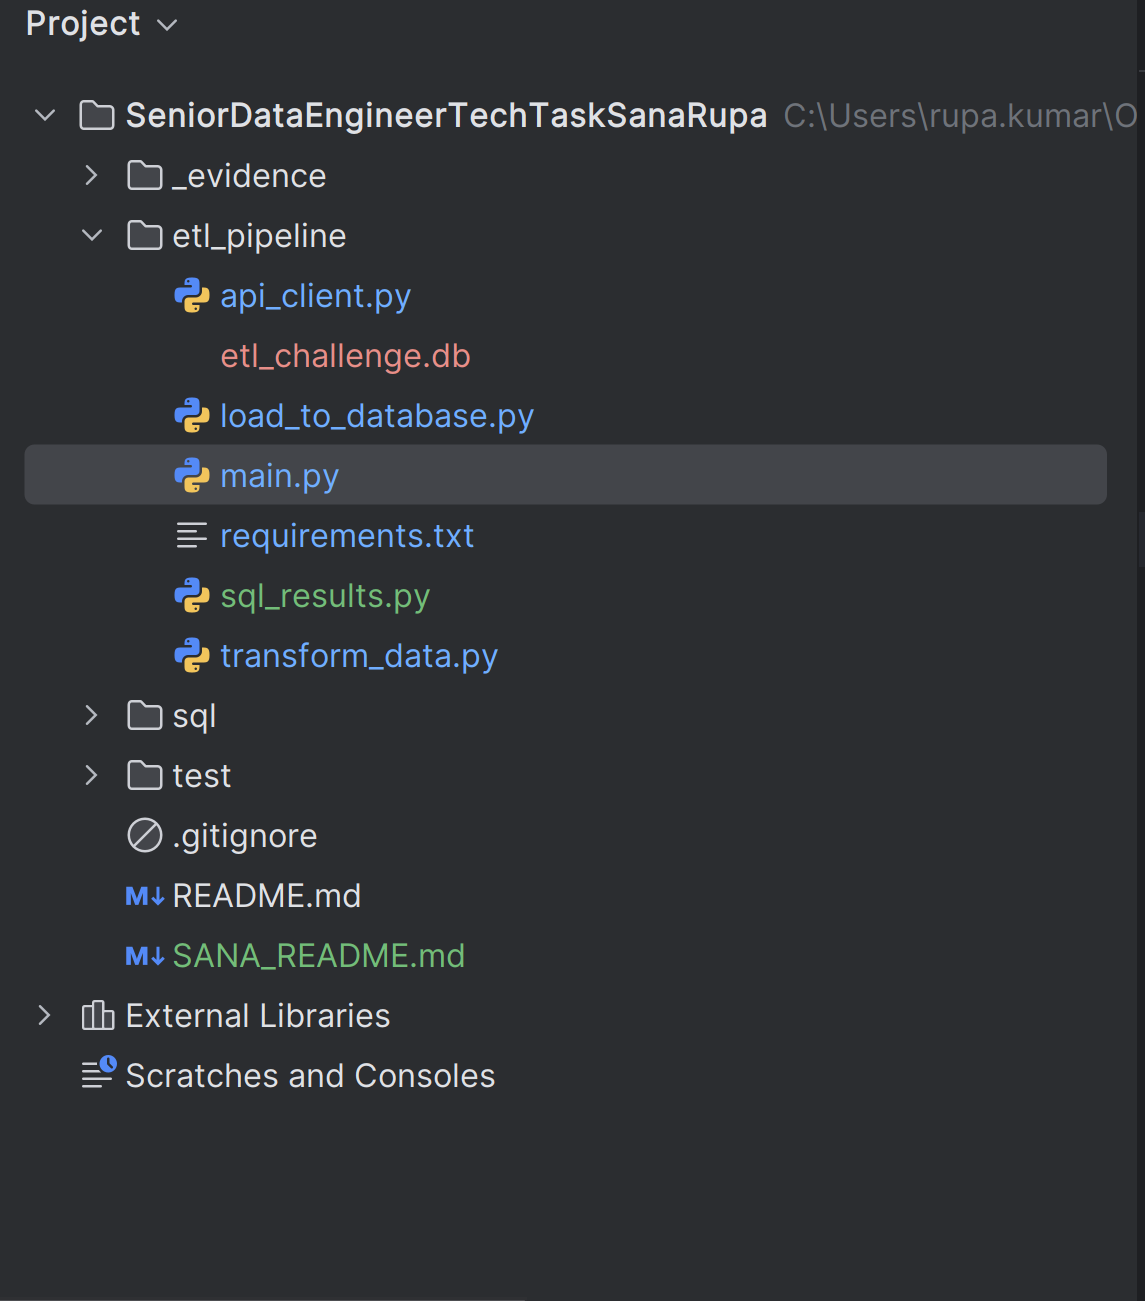 Project
SeniorDataEngineerTechTaskSanaRupa C:\Users\rupa.kumar\O
_evidence
etl_pipeline
api_client.py
etl_challenge.db
load_to_database.py
main.py
requirements.txt
sql_results.py
transform_data.py
sql
test
.gitignore
M↓ README.md
M↓ SANA_README.md
External Libraries
Scratches and Consoles